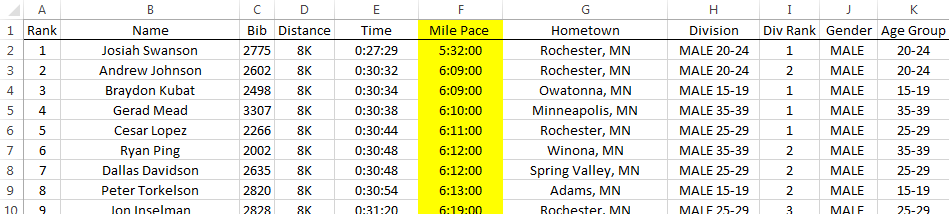 A B C D E F G H I J K
1 Rank Name Bib Distance Time Mile Pace Hometown Division Div Rank Gender Age Group
2 1 Josiah Swanson 2775 8K 0:27:29 5:32:00 Rochester, MN MALE 20-24 1 MALE 20-24
3 2 Andrew Johnson 2602 8K 0:30:32 6:09:00 Rochester, MN MALE 20-24 2 MALE 20-24
4 3 Braydon Kubat 2498 8K 0:30:34 6:09:00 Owatonna, MN MALE 15-19 1 MALE 15-19
5 4 Gerad Mead 3307 8K 0:30:38 6:10:00 Minneapolis, MN MALE 35-39 1 MALE 35-39
6 5 Cesar Lopez 2266 8K 0:30:44 6:11:00 Rochester, MN MALE 25-29 1 MALE 25-29
7 6 Ryan Ping 2002 8K 0:30:48 6:12:00 Winona, MN MALE 35-39 2 MALE 35-39
8 7 Dallas Davidson 2635 8K 0:30:48 6:12:00 Spring Valley, MN MALE 25-29 2 MALE 25-29
9 8 Peter Torkelson 2820 8K 0:30:54 6:13:00 Adams, MN MALE 15-19 2 MALE 15-19
10 9 Jon Inselman 2828 8K 0:31:20 6:19:00 Rochester, MN MALE 25-29 3 MALE 25-29